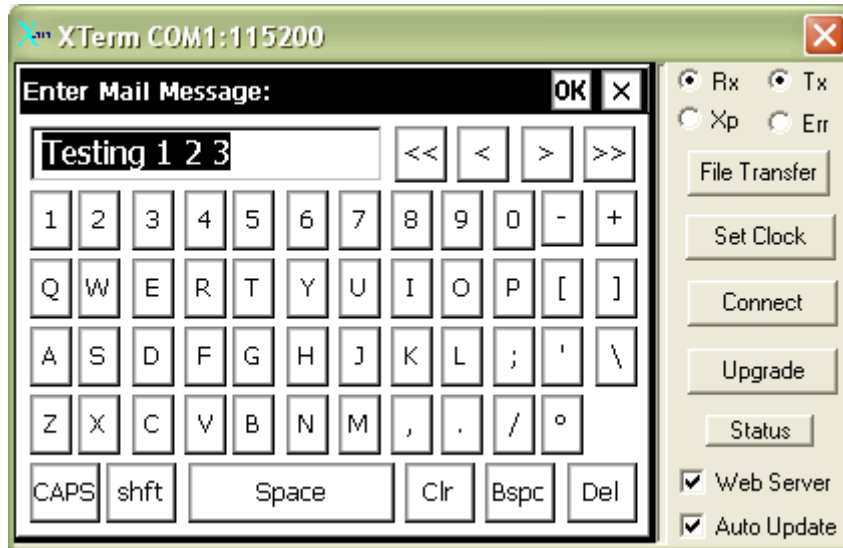 XTerm COM1:115200
Enter Mail Message: OK ×
Testing 1 2 3 << < > >>
1 2 3 4 5 6 7 8 9 0 - +
Q W E R T Y U I O P [ ]
A S D F G H J K L ; ' \
Z X C V B N M , . / °
CAPS shft Space Clr Bspc Del
Rx Tx
Xp Err
File Transfer
Set Clock
Connect
Upgrade
Status
Web Server
Auto Update